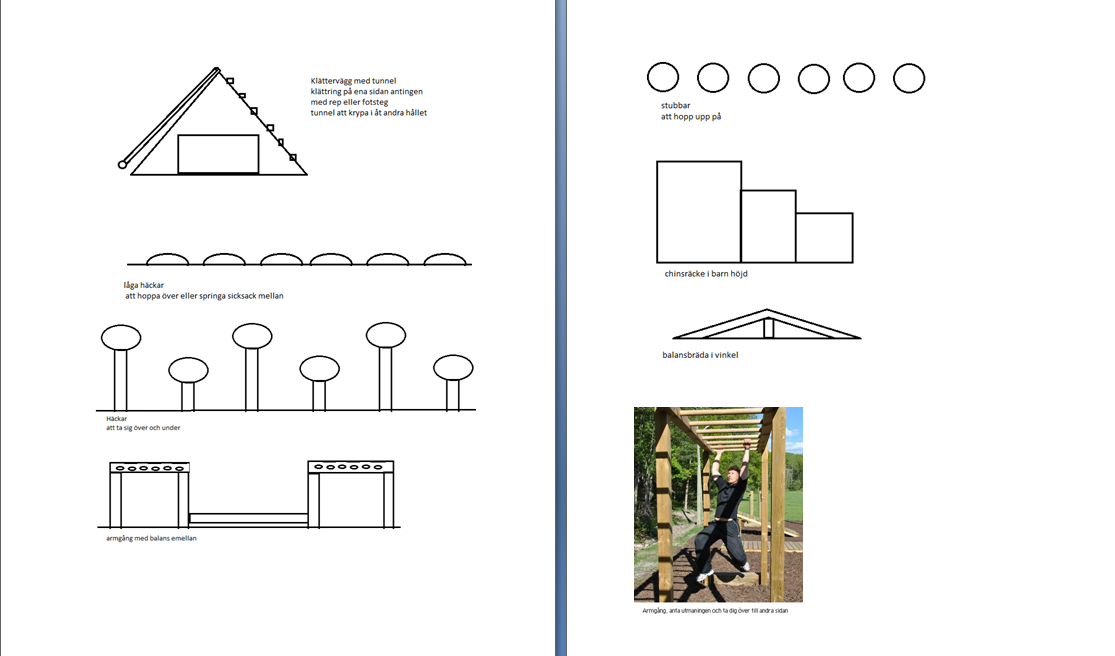 Klättervägg med tunnel
klättring på ena sidan antingen
med rep eller fotsteg
tunnel att krypa i åt andra hållet
låga häckar
att hoppa över eller springa sicksack mellan
Häckar
att ta sig över och under
armgång med balans emellan
stubbar
att hopp upp på
chinsräcke i barn höjd
balansbräda i vinkel
Armgång, anta utmaningen och ta dig över till andra sidan